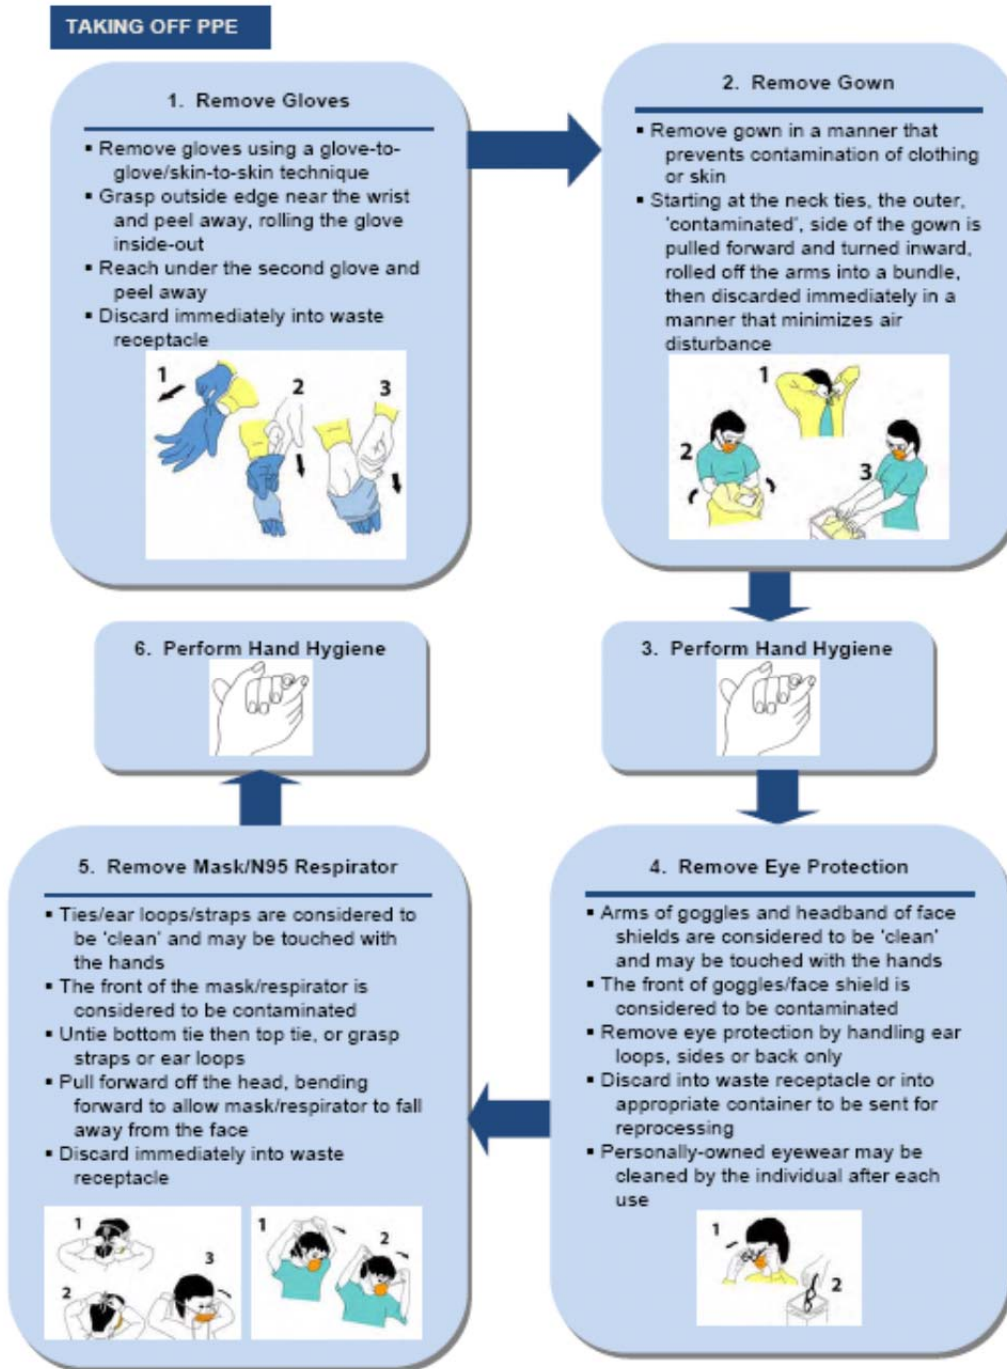 TAKING OFF PPE
1. Remove Gloves
▪ Remove gloves using a glove-to-
glove/skin-to-skin technique
▪ Grasp outside edge near the wrist
and peel away, rolling the glove
inside-out
▪ Reach under the second glove and
peel away
▪ Discard immediately into waste
receptacle
1
2
3
2. Remove Gown
▪ Remove gown in a manner that
prevents contamination of clothing
or skin
▪ Starting at the neck ties, the outer,
'contaminated', side of the gown is
pulled forward and turned inward,
rolled off the arms into a bundle,
then discarded immediately in a
manner that minimizes air
disturbance
1
2
3
3. Perform Hand Hygiene
4. Remove Eye Protection
▪ Arms of goggles and headband of face
shields are considered to be 'clean'
and may be touched with the hands
▪ The front of goggles/face shield is
considered to be contaminated
▪ Remove eye protection by handling ear
loops, sides or back only
▪ Discard into waste receptacle or into
appropriate container to be sent for
reprocessing
▪ Personally-owned eyewear may be
cleaned by the individual after each
use
1
2
5. Remove Mask/N95 Respirator
▪ Ties/ear loops/straps are considered to
be 'clean' and may be touched with
the hands
▪ The front of the mask/respirator is
considered to be contaminated
▪ Untie bottom tie then top tie, or grasp
straps or ear loops
▪ Pull forward off the head, bending
forward to allow mask/respirator to fall
away from the face
▪ Discard immediately into waste
receptacle
1
2
3
1
2
6. Perform Hand Hygiene